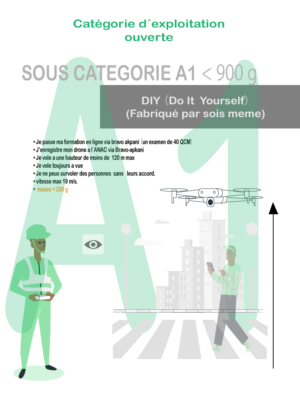 Catégorie d´exploitation
ouverte
SOUS CATEGORIE A1 < 900 g
DIY (Do It Yourself)
(Fabriqué par sois meme)
• Je passe ma formation en ligne via bravo akpani (un examen de 40 QCM)
• J'enregistre mon drone a l´ANAC via Bravo-apkani
• Je vole a une hauteur de moins de 120 m max
• Je vole toujours a vue
• Je ne peux survoler des personnes sans leurs accord.
• vitesse max 19 m/s.
• masse < 250 g
A1